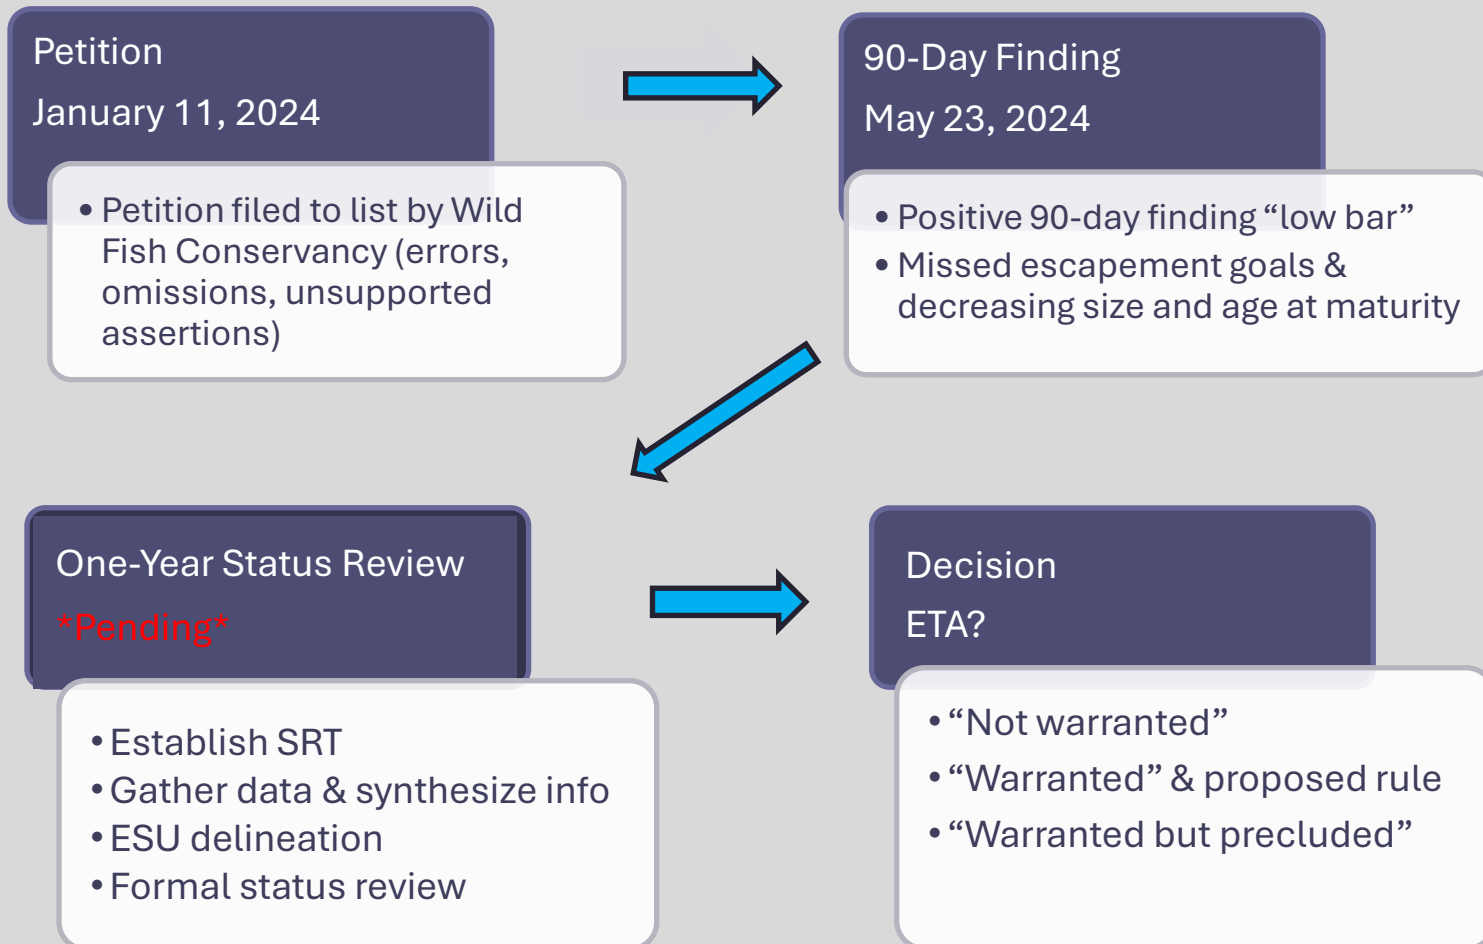 Petition
January 11, 2024
• Petition filed to list by Wild
Fish Conservancy (errors,
omissions, unsupported
assertions)
90-Day Finding
May 23, 2024
• Positive 90-day finding “low bar”
• Missed escapement goals &
decreasing size and age at maturity
One-Year Status Review
*Pending*
• Establish SRT
• Gather data & synthesize info
• ESU delineation
• Formal status review
Decision
ETA?
• “Not warranted”
• “Warranted” & proposed rule
• “Warranted but precluded”